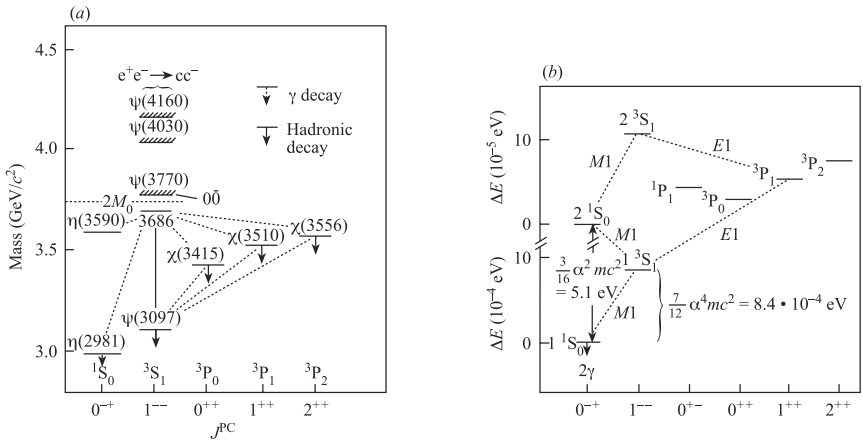 (a)
4.5
4.0
3.5
3.0
Mass (GeV/c²)
e⁺e⁻ → cc⁻
ψ(4160)
ψ(4030)
ψ(3770)
2M₀
0Ō
η(3590)
3686
χ(3415)
χ(3510)
χ(3556)
ψ(3097)
η(2981)
γ decay
Hadronic
decay
¹S₀ ³S₁ ³P₀ ³P₁ ³P₂
0⁻⁺ 1⁻⁻ 0⁺⁺ 1⁺⁺ 2⁺⁺
J^PC
(b)
ΔE (10⁻⁵ eV)
10
0
ΔE (10⁻⁴ eV)
10
0
2 ³S₁
M1
E1
¹P₁
³P₀
³P₁
³P₂
2 ¹S₀
M1
E1
1 ³S₁
3/16 α² mc²
= 5.1 eV
M1
7/12 α⁴mc² = 8.4 • 10⁻⁴ eV
1 ¹S₀
2γ
0⁻⁺ 1⁻⁻ 0⁺⁻ 0⁺⁺ 1⁺⁺ 2⁺⁺